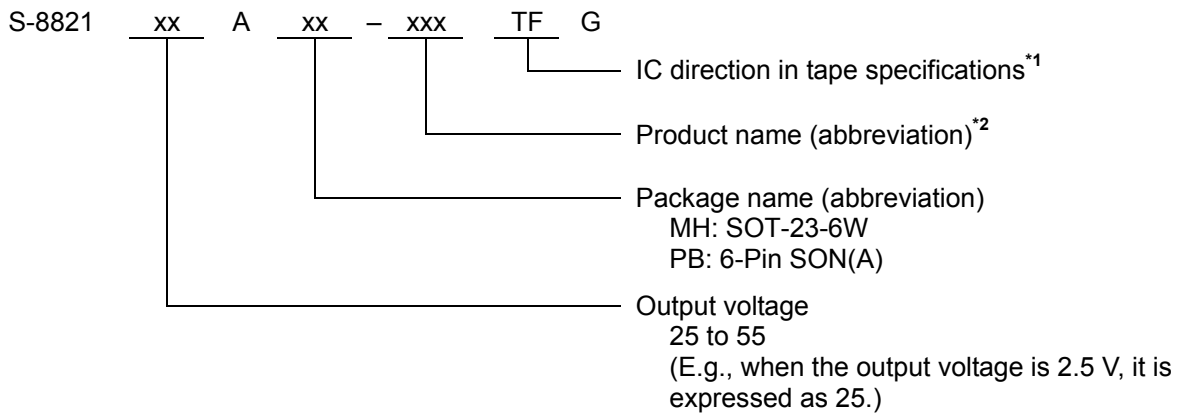 S-8821 xx A xx – xxx TF G
IC direction in tape specifications*1
Product name (abbreviation)*2
Package name (abbreviation)
MH: SOT-23-6W
PB: 6-Pin SON(A)
Output voltage
25 to 55
(E.g., when the output voltage is 2.5 V, it is
expressed as 25.)